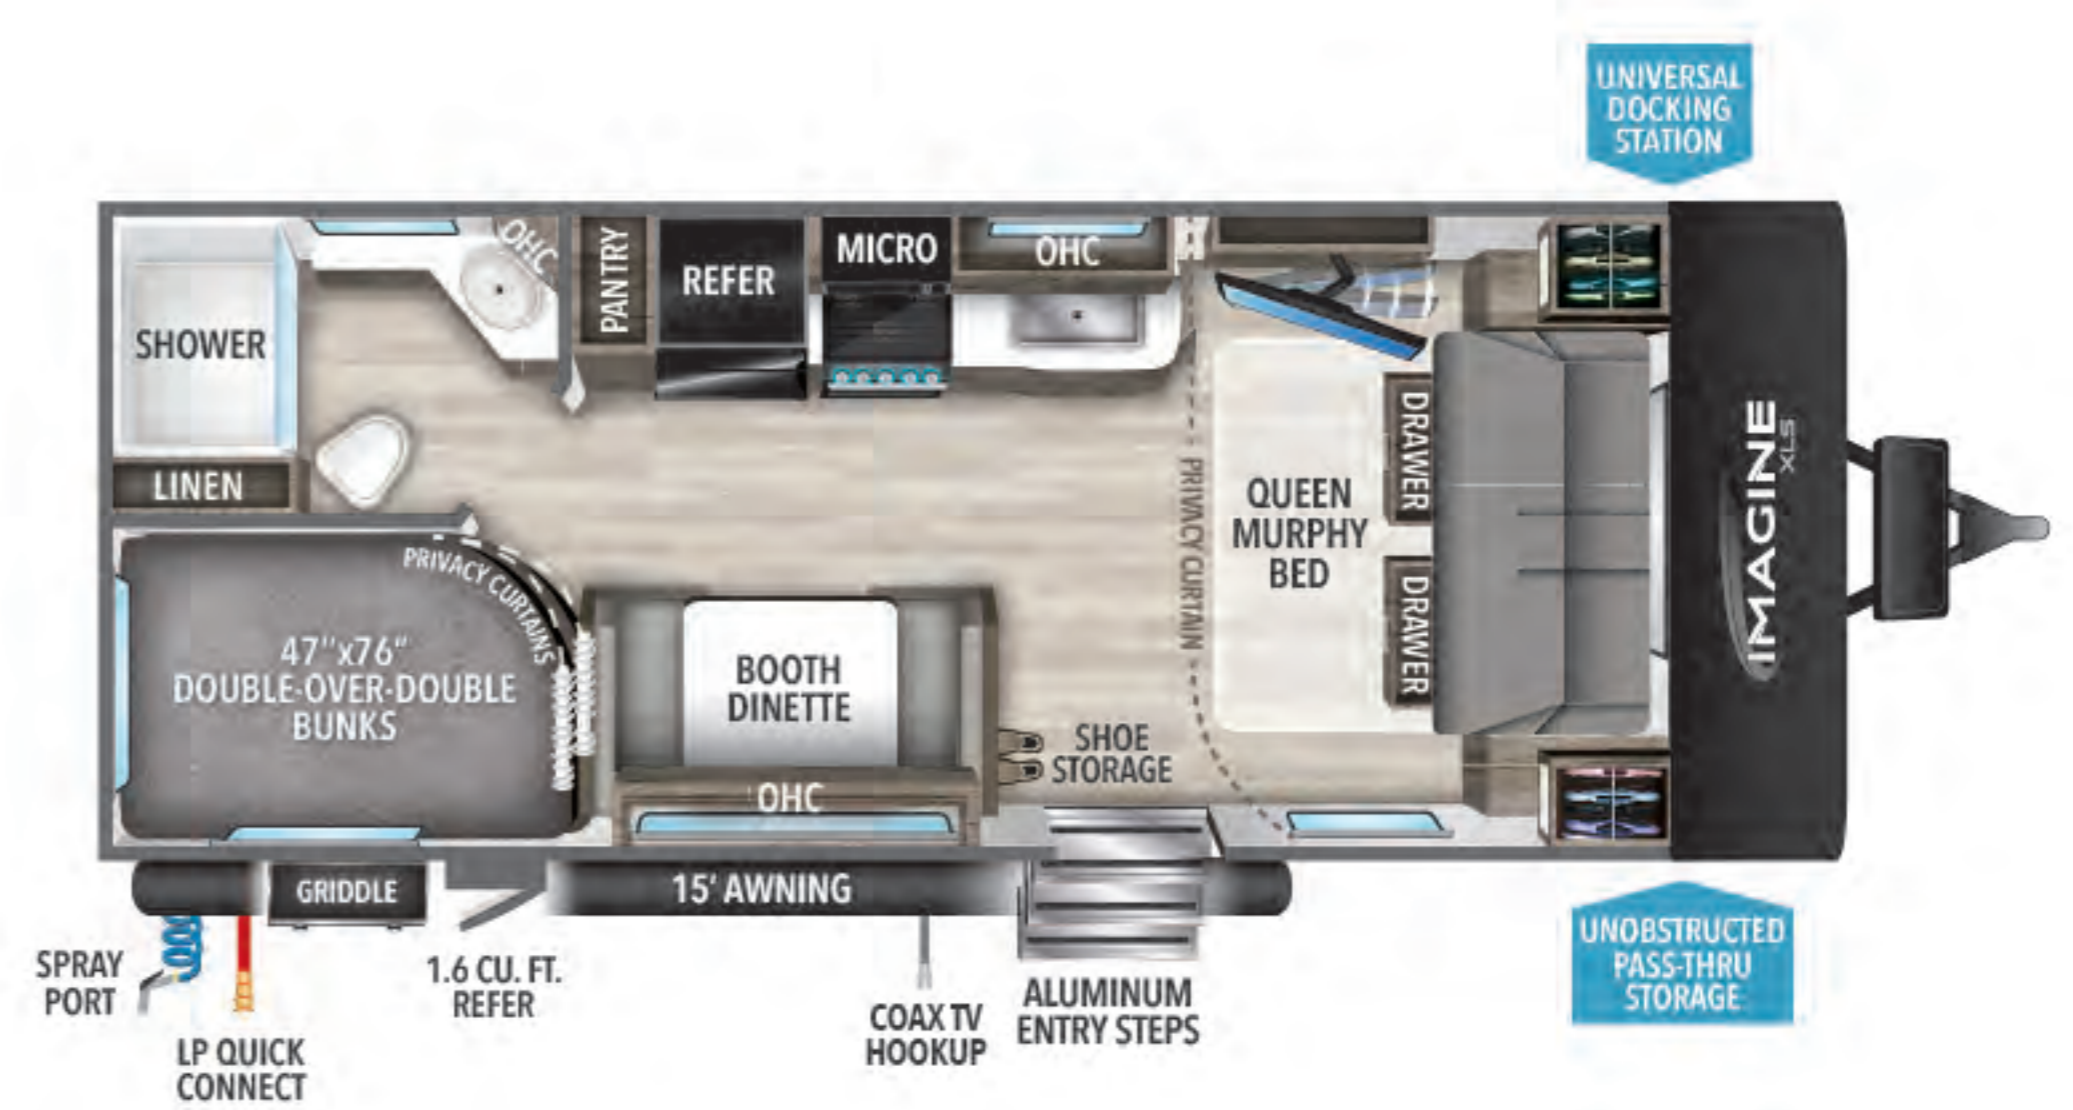 UNIVERSAL
DOCKING
STATION
OHC
PANTRY
REFER
MICRO
OHC
SHOWER
LINEN
PRIVACY CURTAINS
47"x76"
DOUBLE-OVER-DOUBLE
BUNKS
BOOTH
DINETTE
OHC
SHOE
STORAGE
PRIVACY CURTAIN
QUEEN
MURPHY
BED
DRAWER
DRAWER
IMAGINE
XLS
GRIDDLE
15' AWNING
SPRAY
PORT
LP QUICK
CONNECT
1.6 CU. FT.
REFER
COAX TV
HOOKUP
ALUMINUM
ENTRY STEPS
UNOBSTRUCTED
PASS-THRU
STORAGE